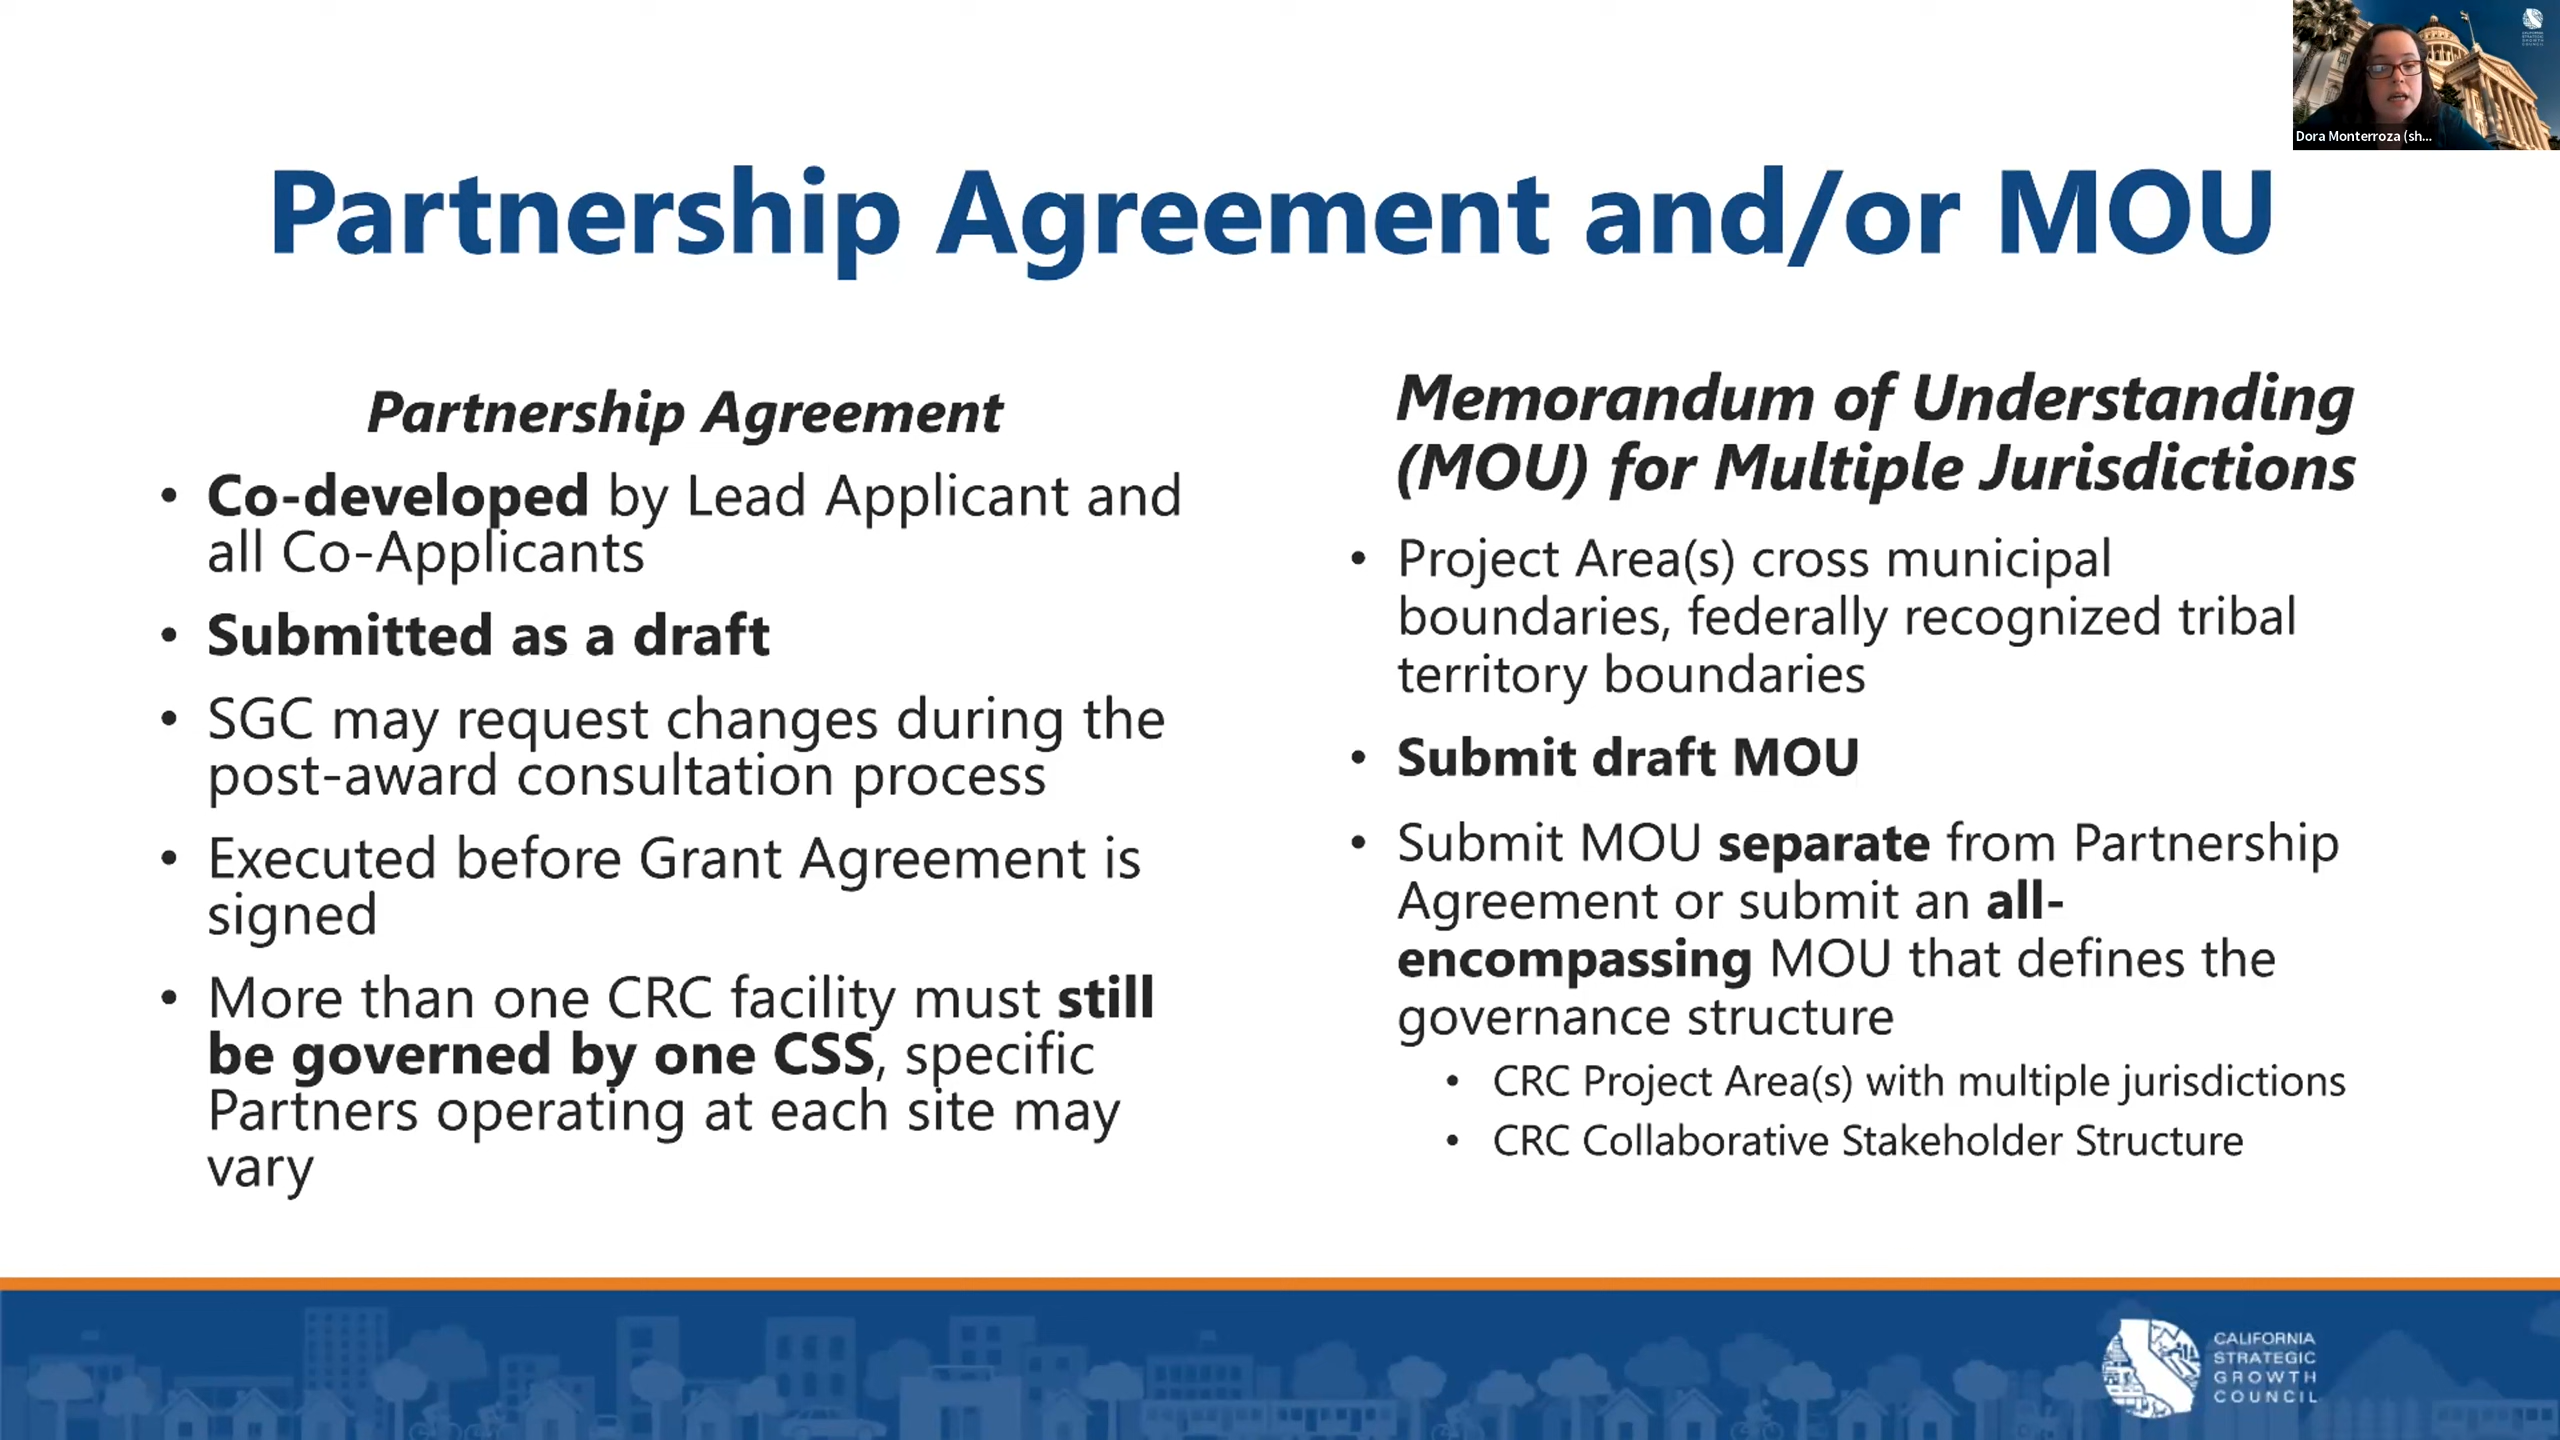 Dora Monterroza (sh...
Partnership Agreement and/or MOU
Partnership Agreement
• Co-developed by Lead Applicant and
all Co-Applicants
• Submitted as a draft
• SGC may request changes during the
post-award consultation process
• Executed before Grant Agreement is
signed
• More than one CRC facility must still
be governed by one CSS, specific
Partners operating at each site may
vary
Memorandum of Understanding
(MOU) for Multiple Jurisdictions
• Project Area(s) cross municipal
boundaries, federally recognized tribal
territory boundaries
• Submit draft MOU
• Submit MOU separate from Partnership
Agreement or submit an all-
encompassing MOU that defines the
governance structure
• CRC Project Area(s) with multiple jurisdictions
• CRC Collaborative Stakeholder Structure
CALIFORNIA
STRATEGIC
GROWTH
COUNCIL